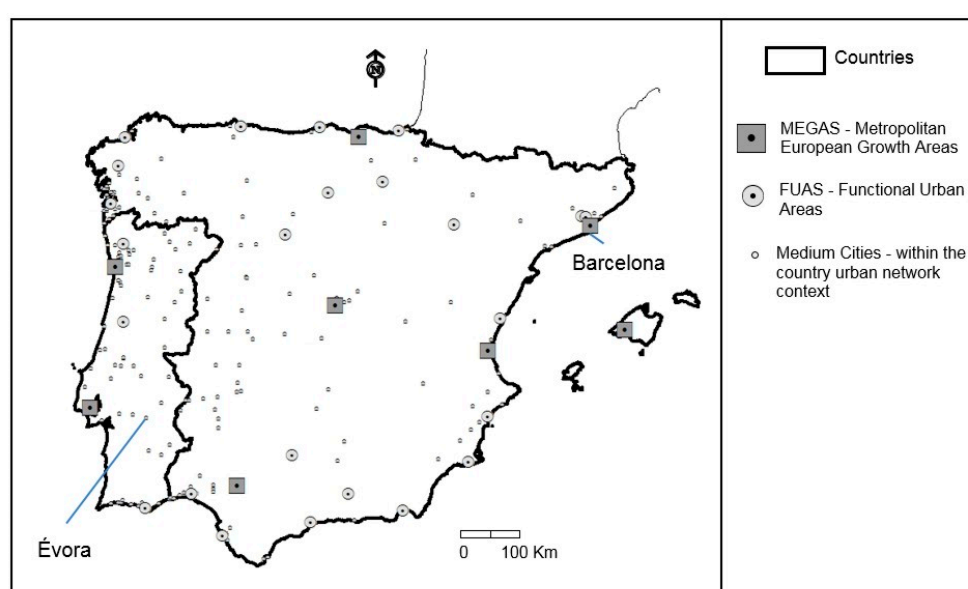 N
Countries
MEGAS - Metropolitan
European Growth Areas
FUAS - Functional Urban
Areas
Medium Cities - within the
country urban network
context
Barcelona
Évora
0 100 Km